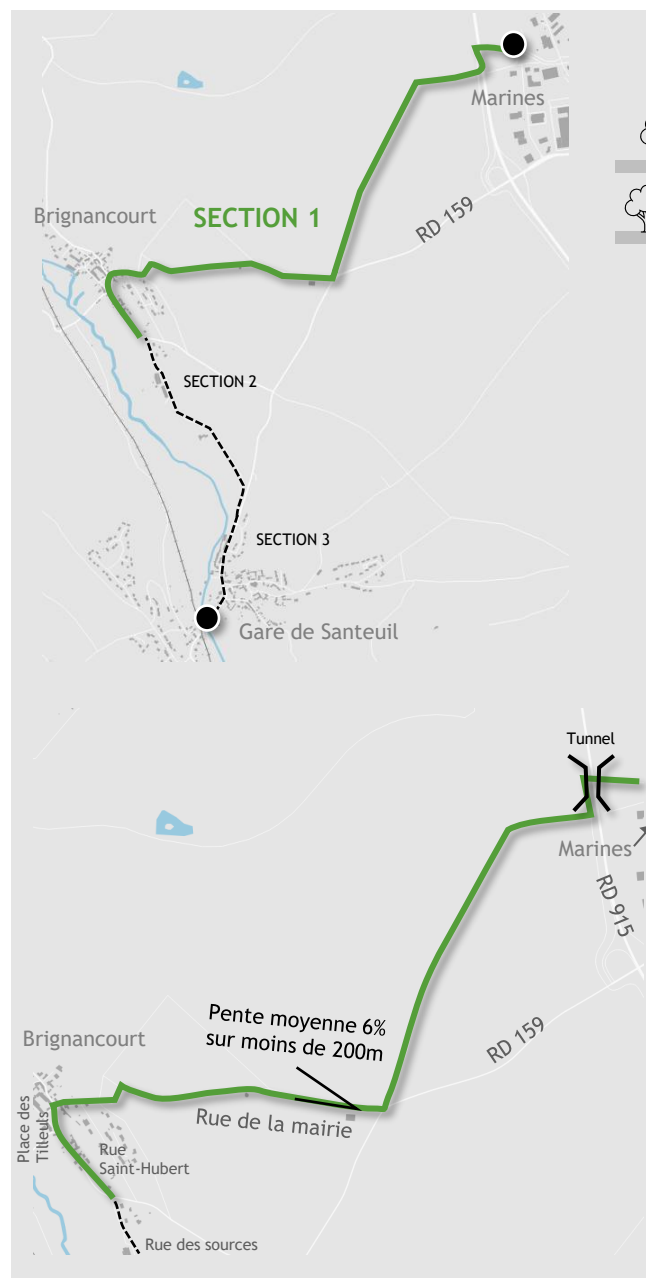 Marines
Brignancourt
SECTION 1
RD 159
SECTION 2
SECTION 3
Gare de Santeuil
Tunnel
Marines
RD 915
Pente moyenne 6%
sur moins de 200m
RD 159
Brignancourt
Rue de la mairie
Place des
Tilleuls
Rue
Saint-Hubert
Rue des sources